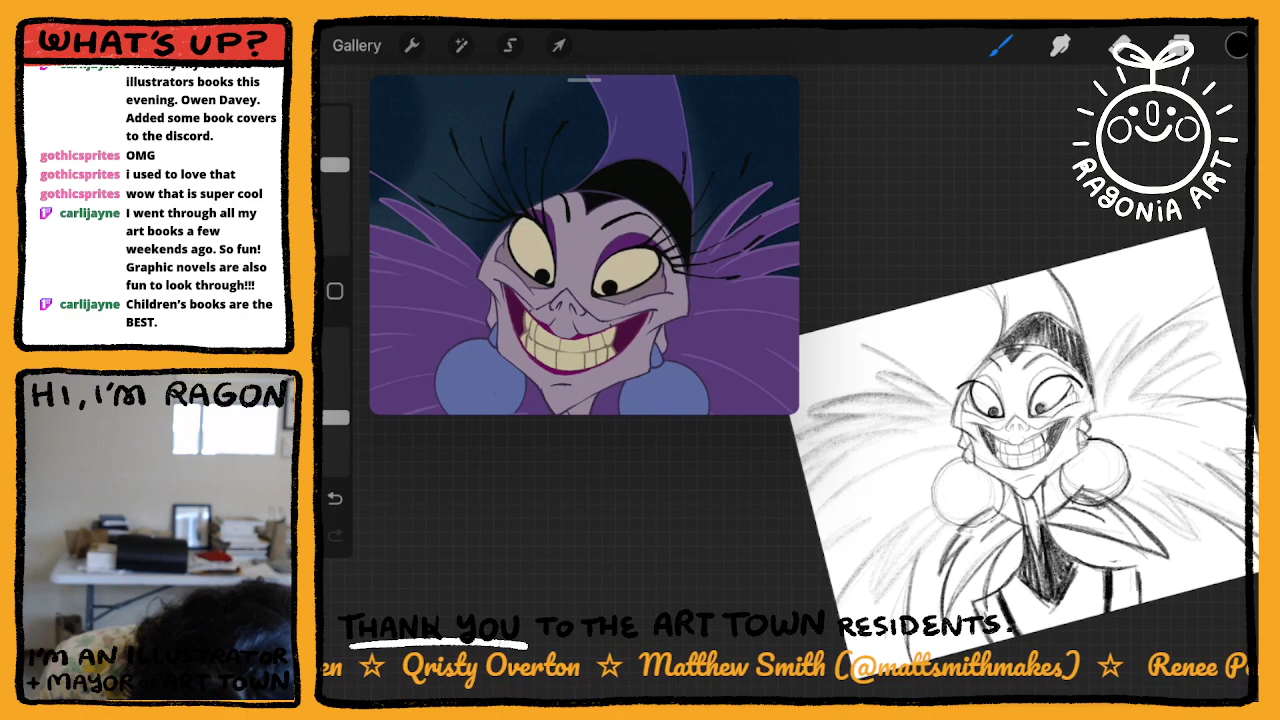 WHAT'S UP?
carlijayne
illustrators books this
evening. Owen Davey.
Added some book covers
to the discord.
gothicsprites OMG
gothicsprites i used to love that
gothicsprites wow that is super cool
carlijayne I went through all my
art books a few
weekends ago. So fun!
Graphic novels are also
fun to look through!!!
carlijayne Children's books are the
BEST.
HI, I'M RAGON
I'M AN ILLUSTRATOR
+ MAYOR OF ART TOWN
Gallery
RAGONIA ART
THANK YOU TO THE ART TOWN RESIDENTS!
en ☆ Qristy Overton ☆ Matthew Smith (@mattsmithmakes) ☆ Renee